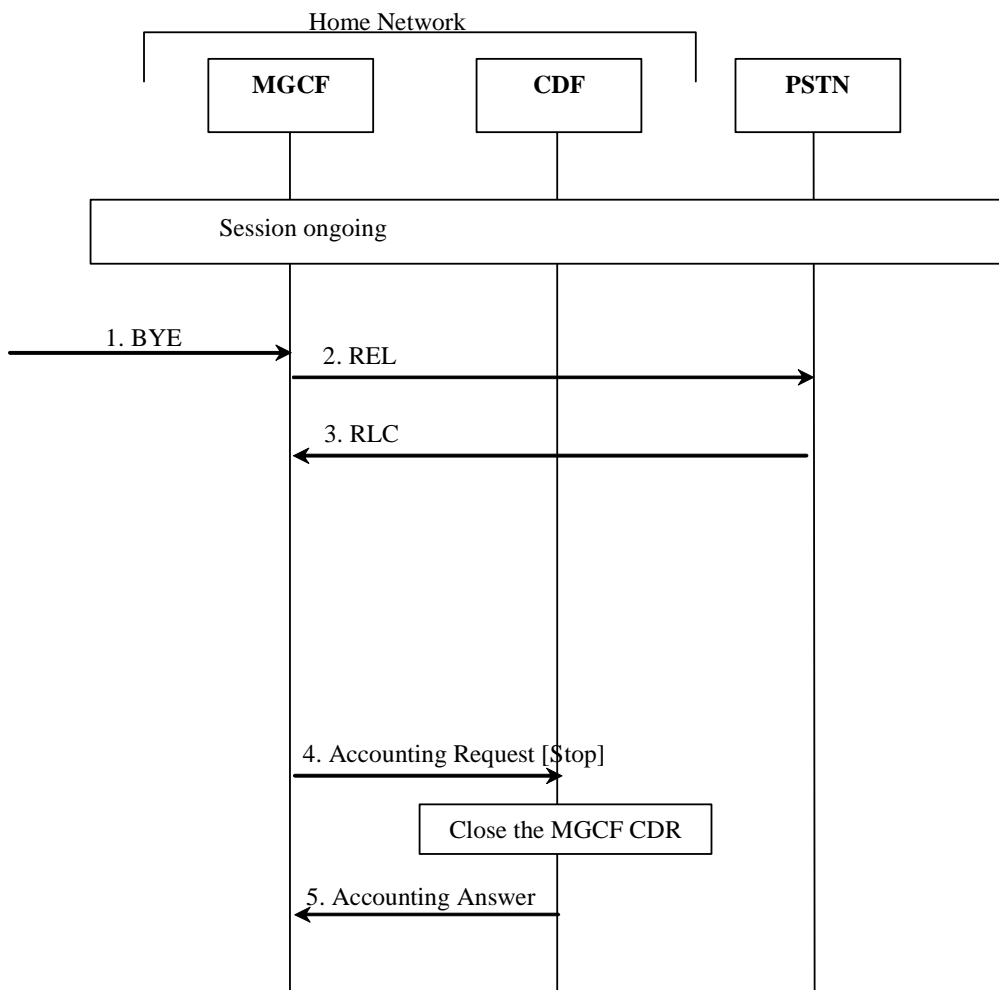 Home Network
MGCF
CDF
PSTN
Session ongoing
1. BYE
2. REL
3. RLC
4. Accounting Request [Stop]
Close the MGCF CDR
5. Accounting Answer